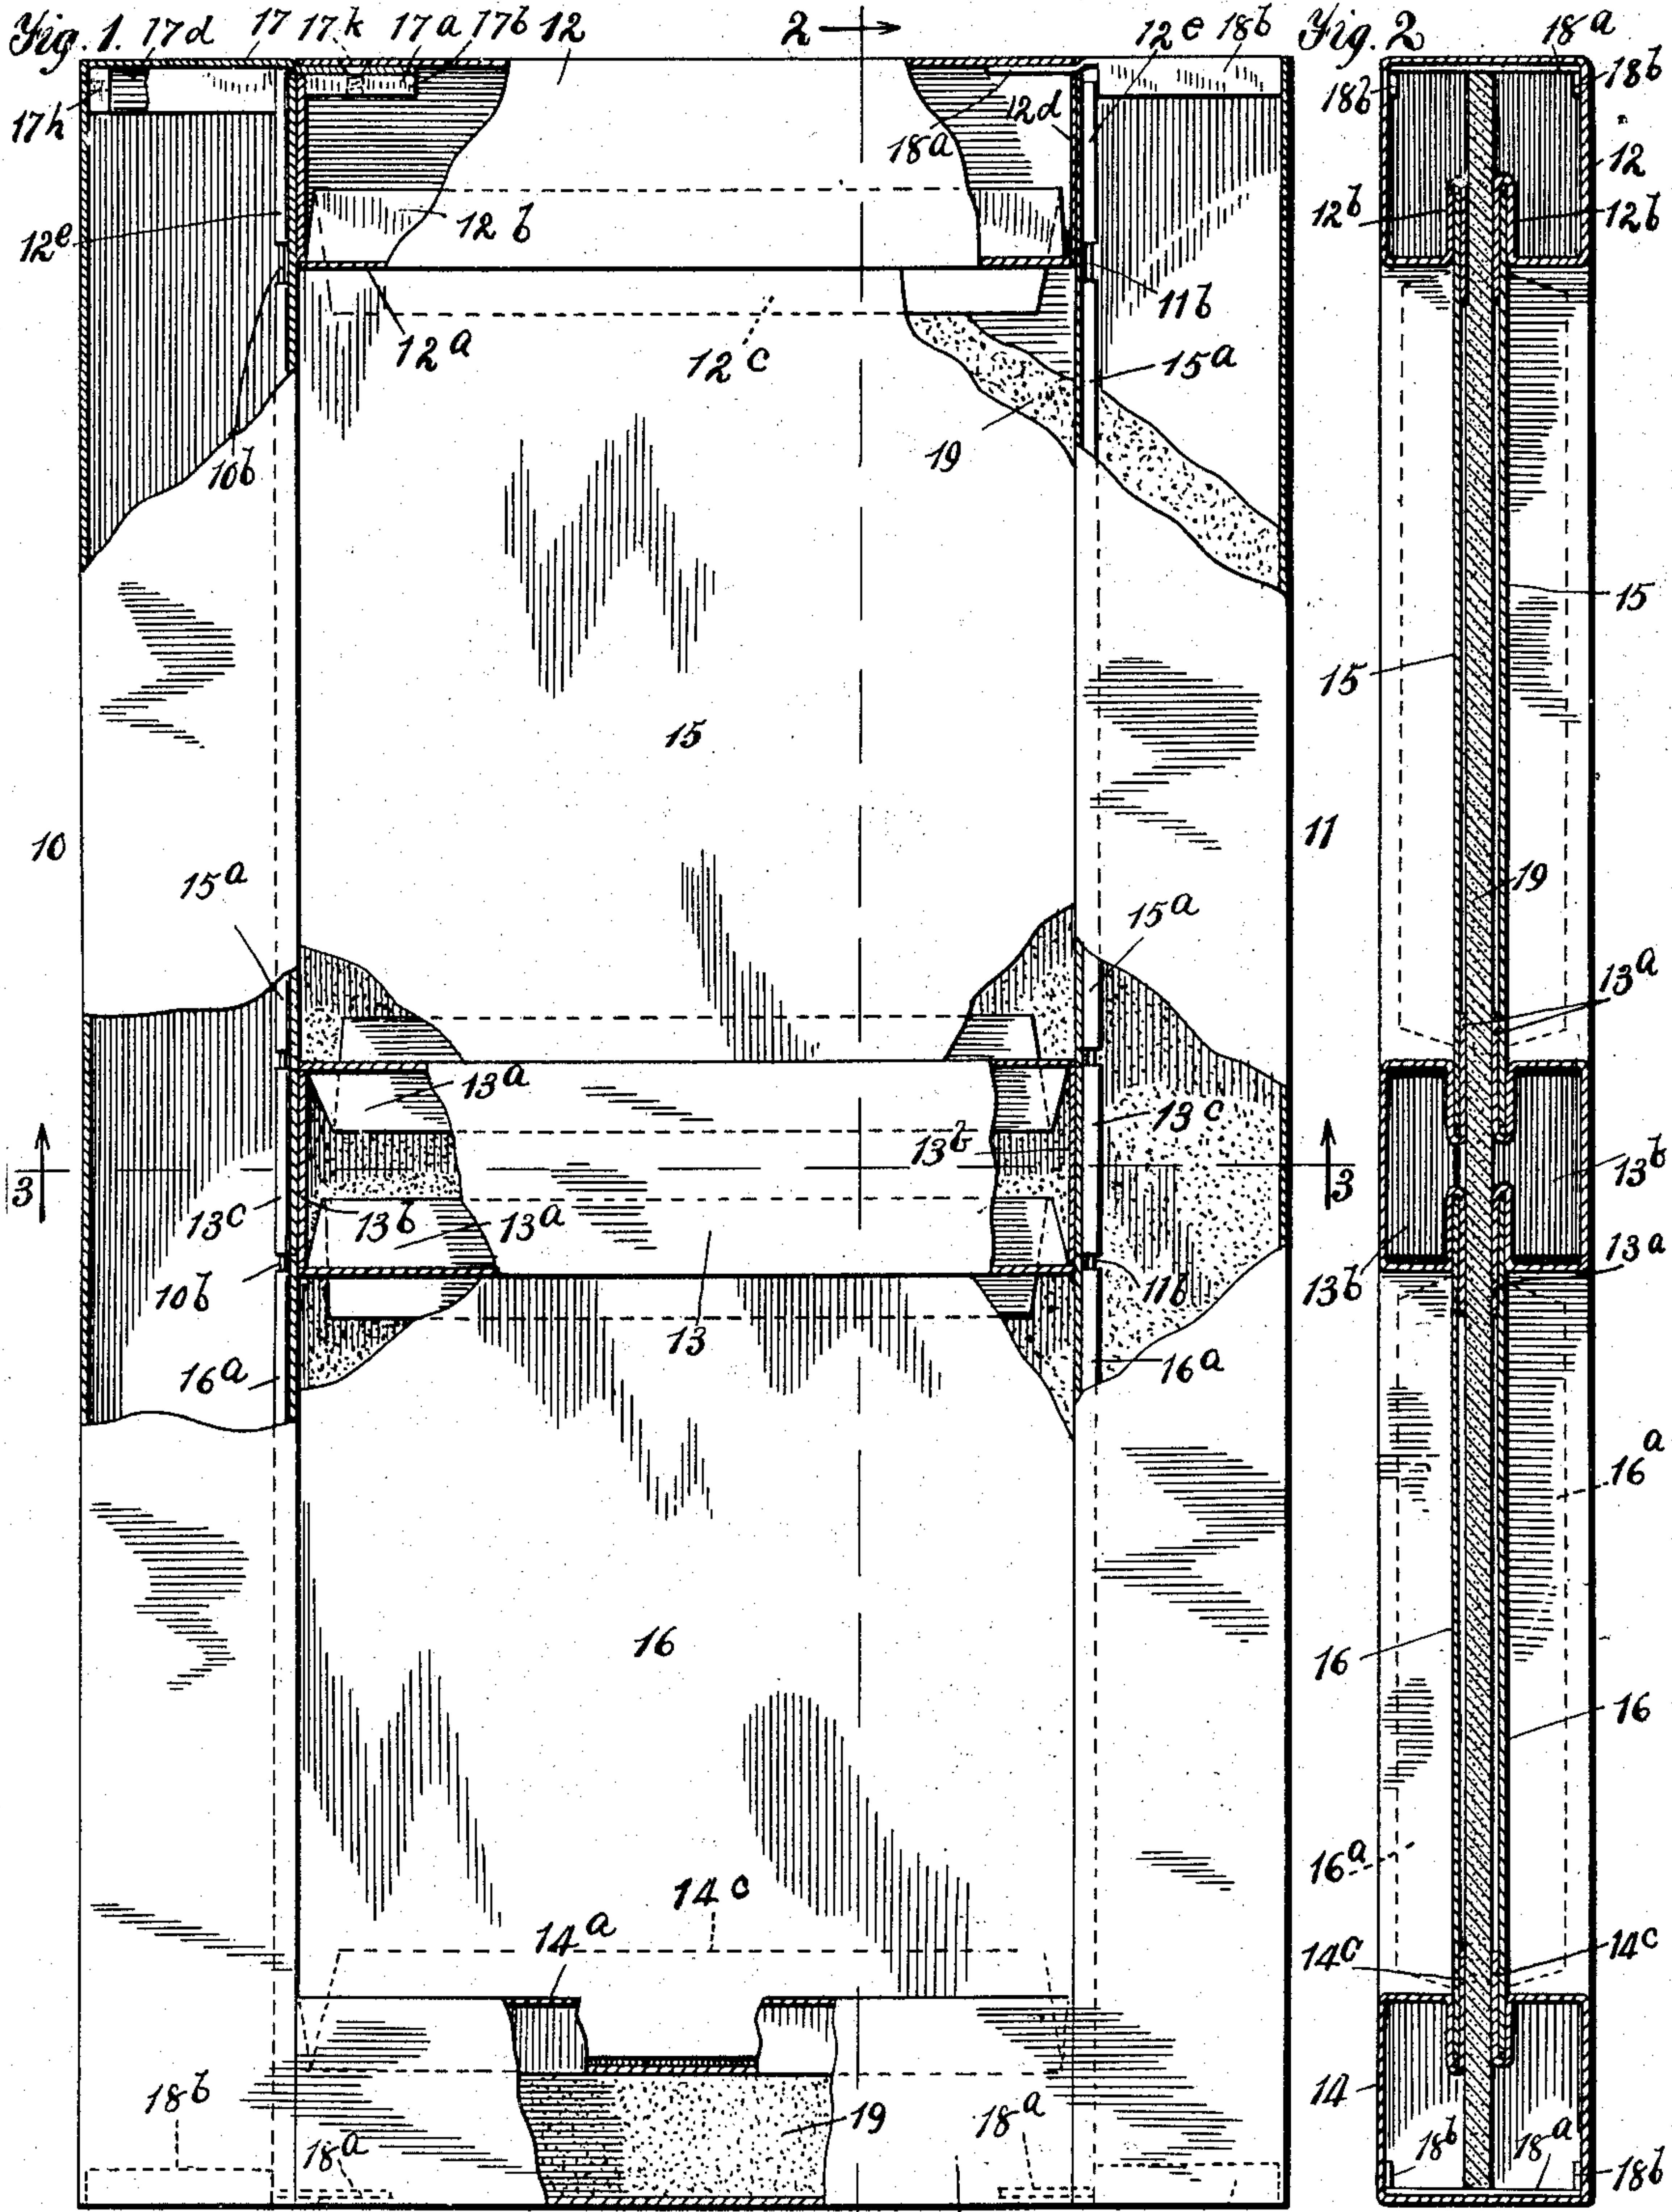 Fig. 1. 17d 17 17k 17a 17b 12 2 12e 18b Fig. 2 18a
17h 18a 12d 18b 18b
12
12e 12b 12b 12b
12a 12c 11b
10b 19 15a
15
15 15
10 11
15a 15a 19
13a
13a 13c
3 13b 3 13b
13c 13b 13a 13a
10b 11b 13b
16a 13 16a
16a
16 16
16
14c 16a
14a 14c 14c
18b 14
18a 19 18a 18b 18a 18b